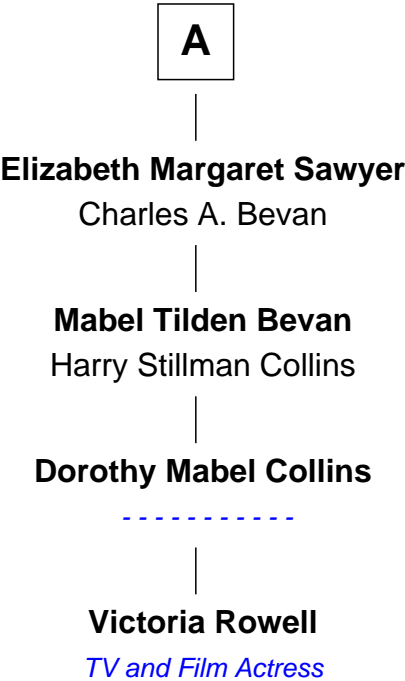 A
Elizabeth Margaret Sawyer
Charles A. Bevan
Mabel Tilden Bevan
Harry Stillman Collins
Dorothy Mabel Collins
- - - - - - - - - - -
Victoria Rowell
TV and Film Actress